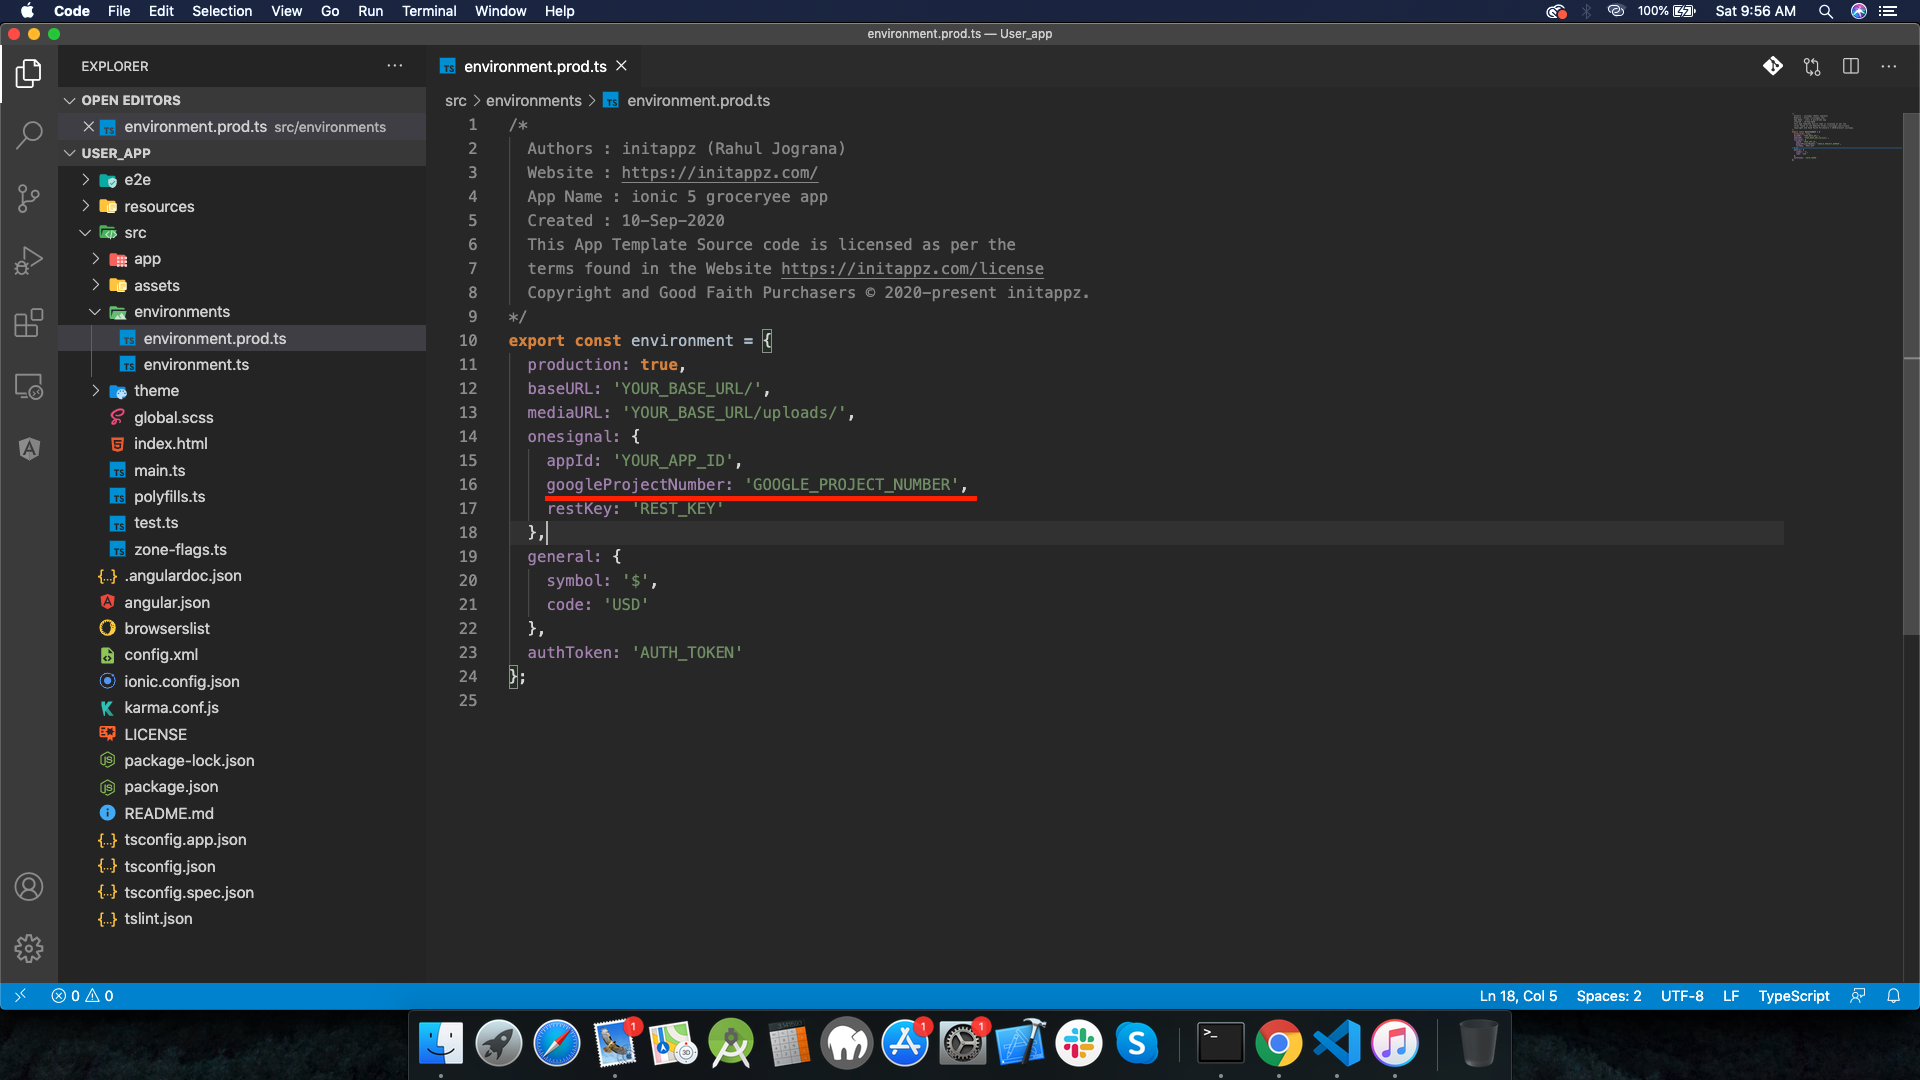 Code File Edit Selection View Go Run Terminal Window Help 100% Sat 9:56 AM
environment.prod.ts — User_app
EXPLORER
OPEN EDITORS
environment.prod.ts src/environments
USER_APP
e2e
resources
src
app
assets
environments
environment.prod.ts
environment.ts
theme
global.scss
index.html
main.ts
polyfills.ts
test.ts
zone-flags.ts
.angulardoc.json
angular.json
browserslist
config.xml
ionic.config.json
karma.conf.js
LICENSE
package-lock.json
package.json
README.md
tsconfig.app.json
tsconfig.json
tsconfig.spec.json
tslint.json
environment.prod.ts
src > environments > TS environment.prod.ts
1 /*
2 Authors : initappz (Rahul Jograna)
3 Website : https://initappz.com/
4 App Name : ionic 5 groceryee app
5 Created : 10-Sep-2020
6 This App Template Source code is licensed as per the
7 terms found in the Website https://initappz.com/license
8 Copyright and Good Faith Purchasers © 2020-present initappz.
9 */
10 export const environment = {
11 production: true,
12 baseURL: 'YOUR_BASE_URL/',
13 mediaURL: 'YOUR_BASE_URL/uploads/',
14 onesignal: {
15 appId: 'YOUR_APP_ID',
16 googleProjectNumber: 'GOOGLE_PROJECT_NUMBER',
17 restKey: 'REST_KEY'
18 },
19 general: {
20 symbol: '$',
21 code: 'USD'
22 },
23 authToken: 'AUTH_TOKEN'
24 };
25
0 0 Ln 18, Col 5 Spaces: 2 UTF-8 LF TypeScript